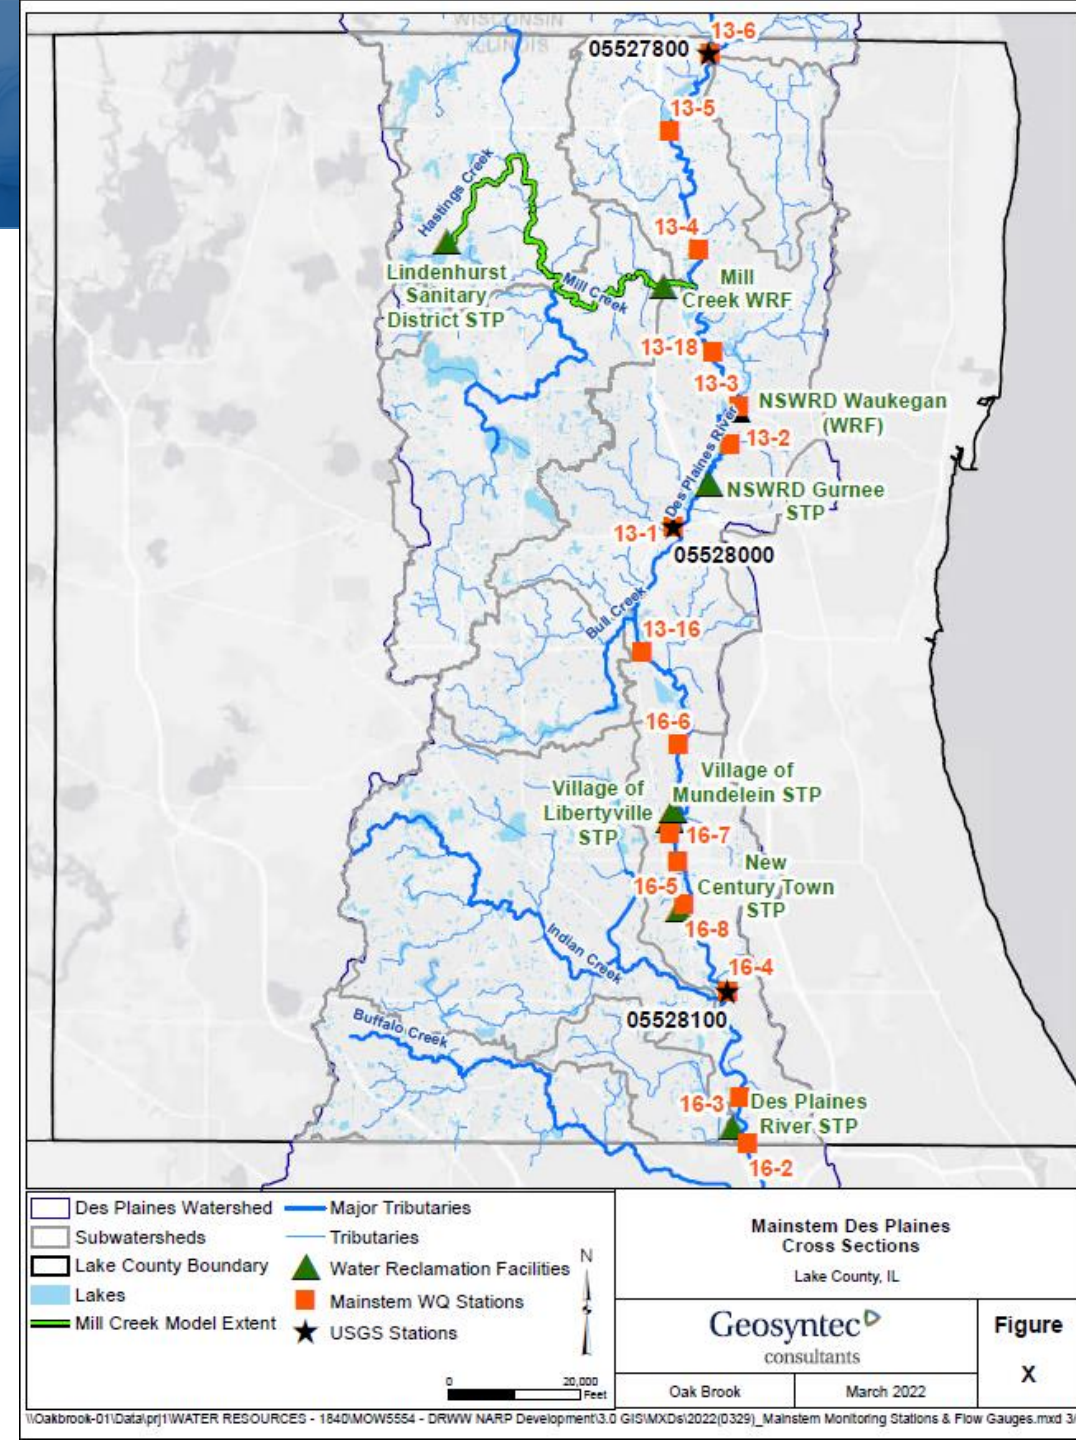 WISCONSIN
ILLINOIS
13-6
05527800
13-5
Hastings Creek
13-4
Lindenhurst
Sanitary
District STP
Mill Creek
Mill
Creek WRF
13-18
13-3
NSWRD Waukegan
(WRF)
13-2
Des Plaines River
NSWRD Gurnee
STP
13-1
05528000
Bull Creek
13-16
16-6
Village of
Mundelein STP
Village of
Libertyville
STP
16-7
New
Century Town
STP
16-5
16-8
Indian Creek
16-4
05528100
Buffalo Creek
16-3
Des Plaines
River STP
16-2
Des Plaines Watershed
Subwatersheds
Lake County Boundary
Lakes
Mill Creek Model Extent
Major Tributaries
Tributaries
Water Reclamation Facilities
Mainstem WQ Stations
USGS Stations
N
0 20,000
Feet
Mainstem Des Plaines
Cross Sections
Lake County, IL
Geosyntec
consultants
Figure
X
Oak Brook
March 2022
\\Oakbrook-01\Data\prj1\WATER RESOURCES - 1840\MOW5554 - DRWW NARP Development\3.0 GIS\MXDs\2022(0329)_Mainstem Monitoring Stations & Flow Gauges.mxd 3/